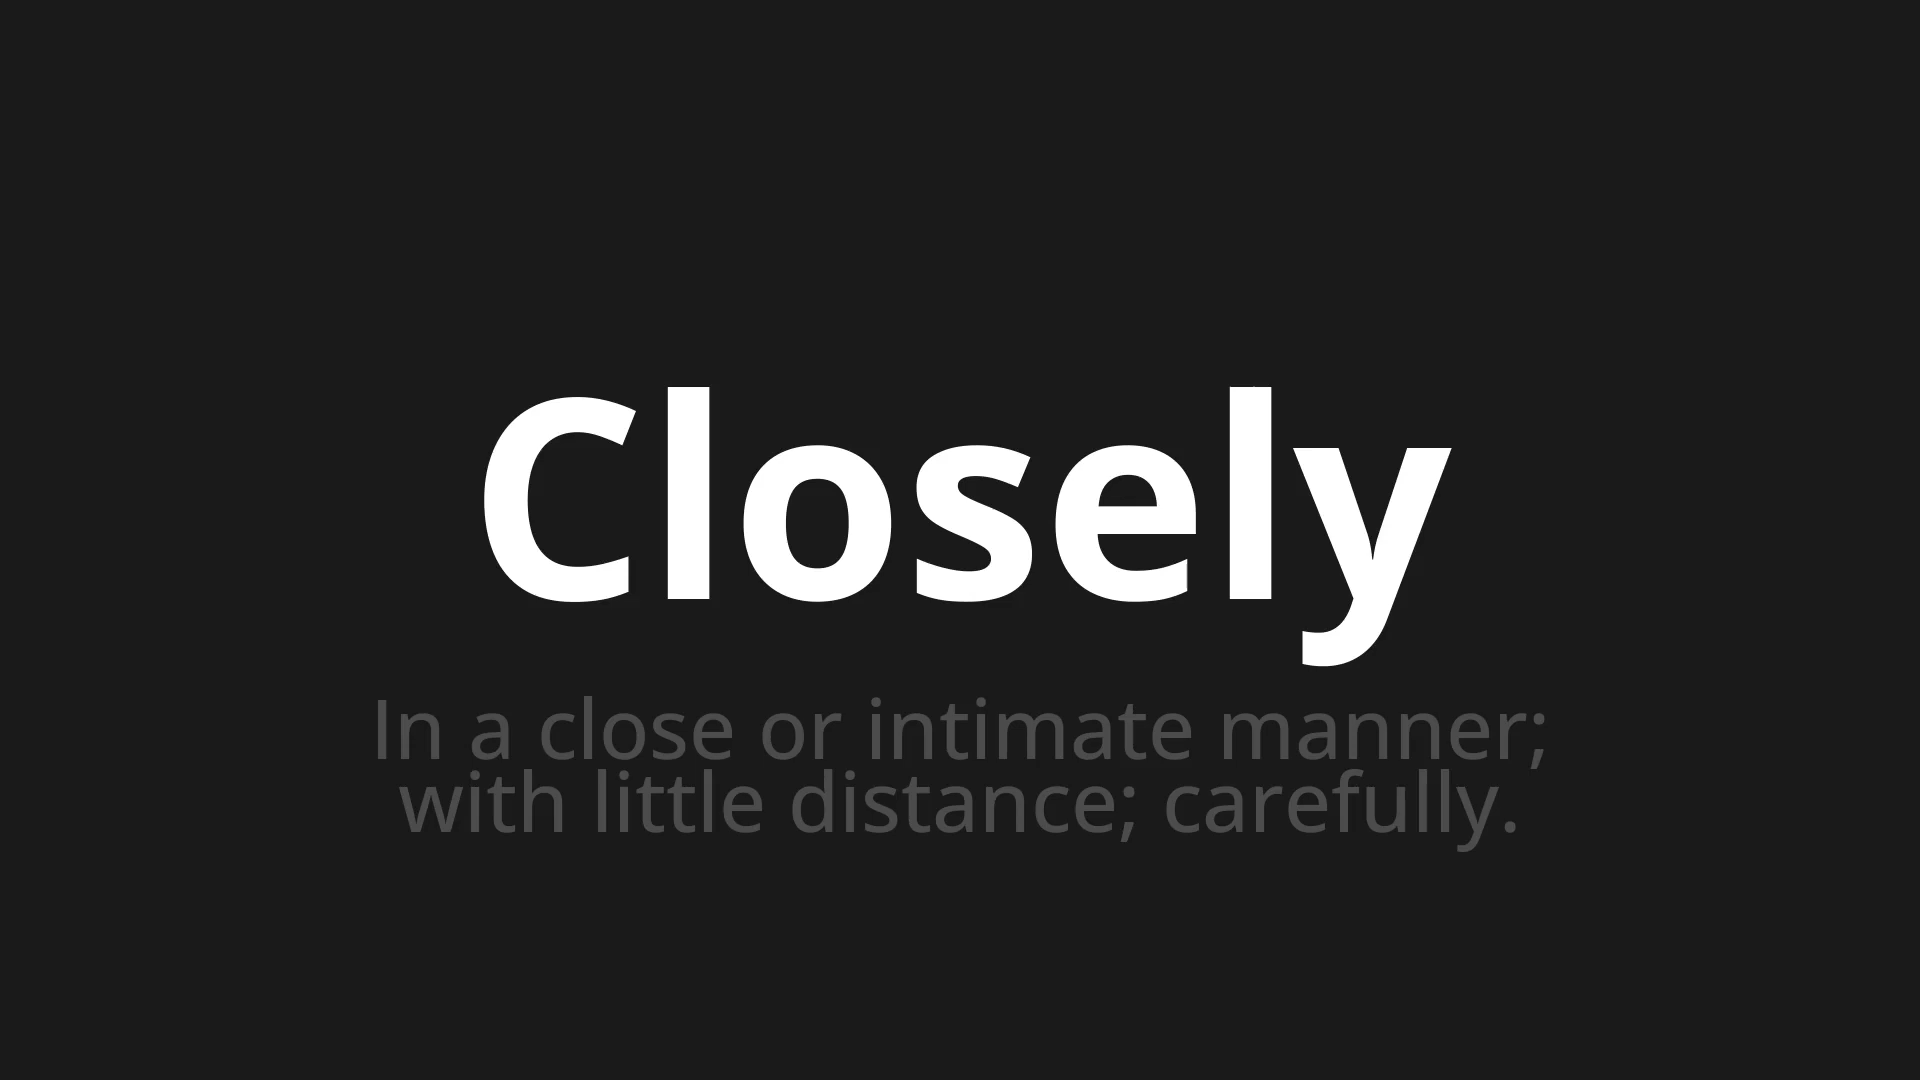 Closely
In a close or intimate manner;
with little distance; carefully.